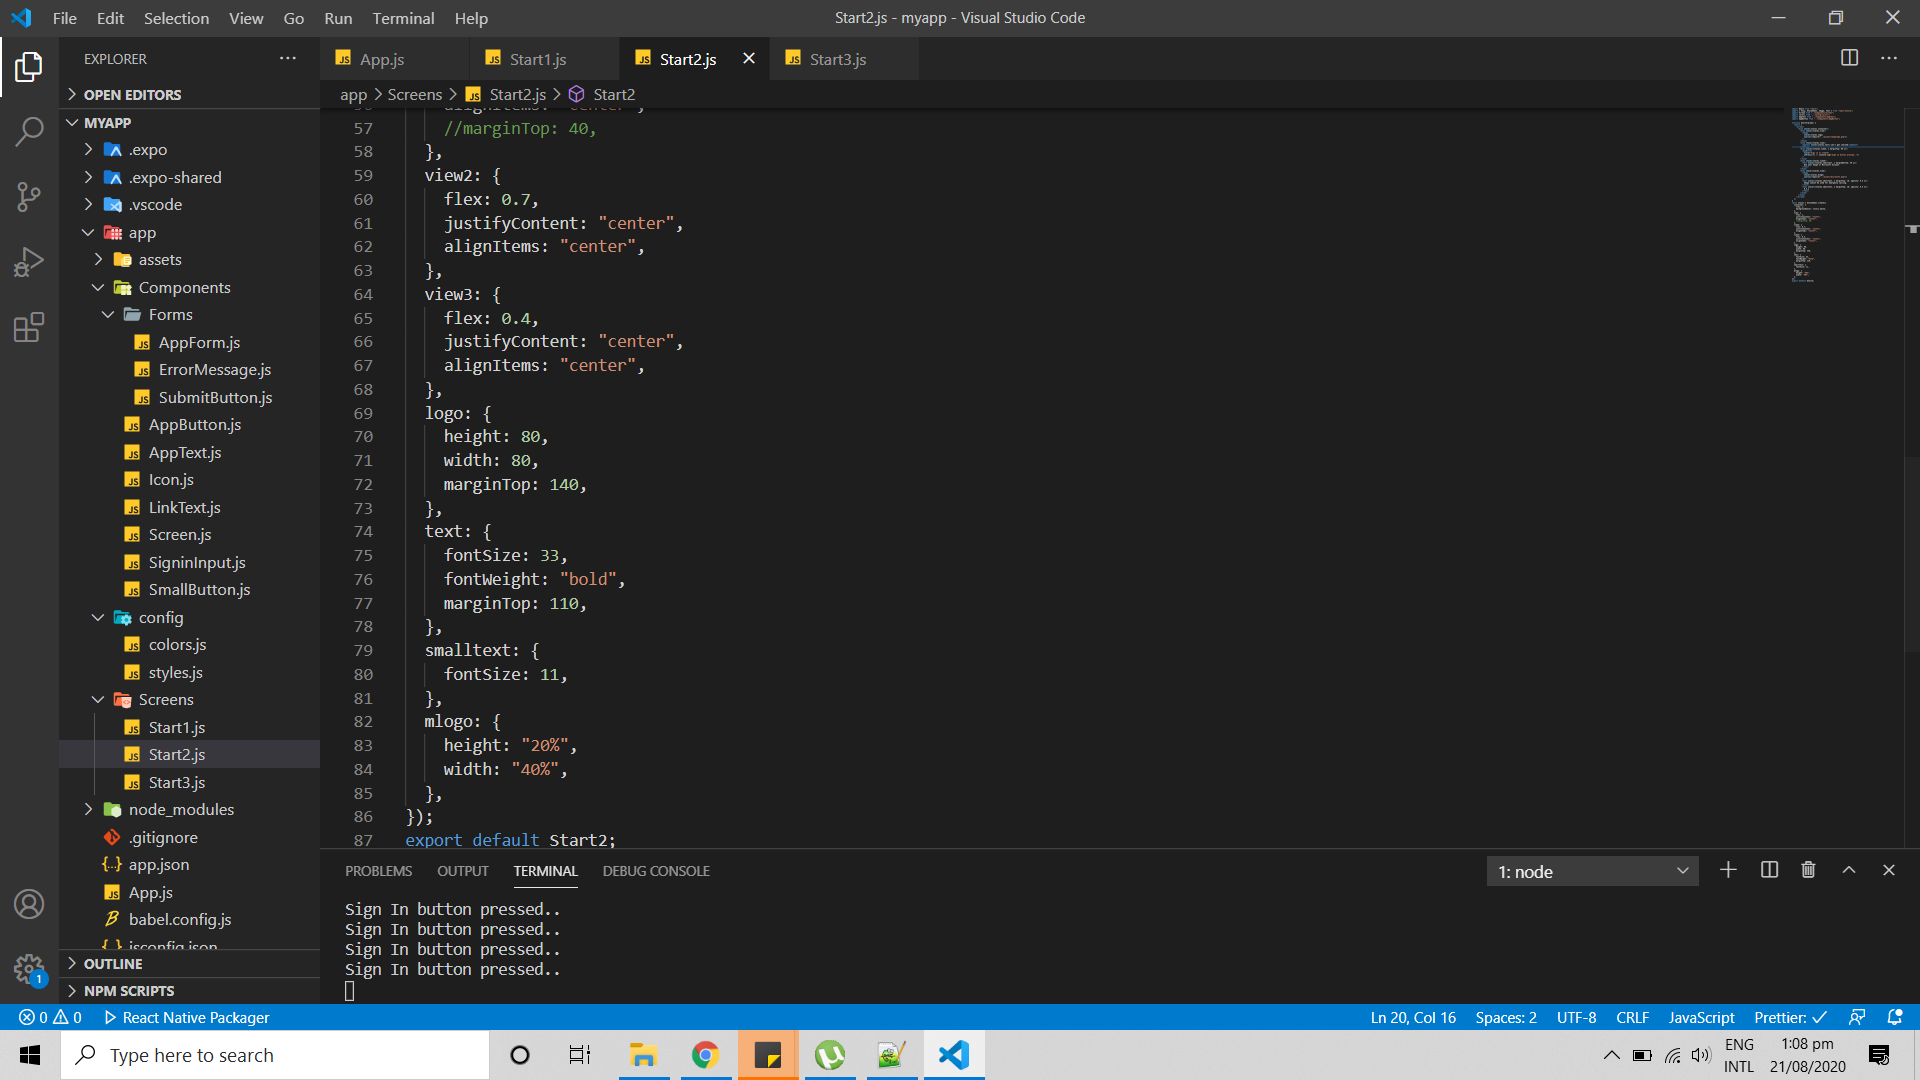 File Edit Selection View Go Run Terminal Help
Start2.js - myapp - Visual Studio Code
EXPLORER
OPEN EDITORS
MYAPP
.expo
.expo-shared
.vscode
app
assets
Components
Forms
AppForm.js
ErrorMessage.js
SubmitButton.js
AppButton.js
AppText.js
Icon.js
LinkText.js
Screen.js
SigninInput.js
SmallButton.js
config
colors.js
styles.js
Screens
Start1.js
Start2.js
Start3.js
node_modules
.gitignore
app.json
App.js
babel.config.js
jsconfig.json
OUTLINE
NPM SCRIPTS
App.js Start1.js Start2.js Start3.js
app > Screens > Start2.js > Start2
56 alignItems: "center",
57 //marginTop: 40,
58 },
59 view2: {
60 flex: 0.7,
61 justifyContent: "center",
62 alignItems: "center",
63 },
64 view3: {
65 flex: 0.4,
66 justifyContent: "center",
67 alignItems: "center",
68 },
69 logo: {
70 height: 80,
71 width: 80,
72 marginTop: 140,
73 },
74 text: {
75 fontSize: 33,
76 fontWeight: "bold",
77 marginTop: 110,
78 },
79 smalltext: {
80 fontSize: 11,
81 },
82 mlogo: {
83 height: "20%",
84 width: "40%",
85 },
86 });
87 export default Start2;
PROBLEMS OUTPUT TERMINAL DEBUG CONSOLE
1: node
Sign In button pressed..
Sign In button pressed..
Sign In button pressed..
Sign In button pressed..
1
0 0 React Native Packager
Ln 20, Col 16 Spaces: 2 UTF-8 CRLF JavaScript Prettier: ✓
Type here to search
ENG
INTL
1:08 pm
21/08/2020